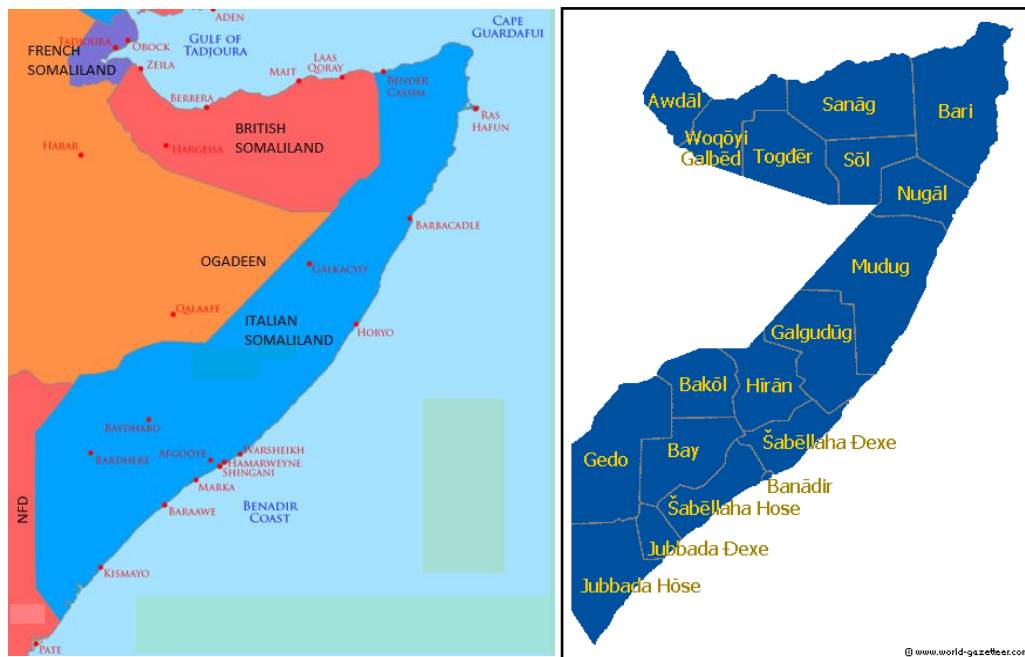 ADEN
CAPE
GUARDAFUI
TADJOURA
OBOCK
GULF OF
TADJOURA
FRENCH
SOMALILAND
ZEILA
LAAS
QORAY
MAIT
BENDER
CASSIM
BERBERA
RAS
HAFUN
BRITISH
SOMALILAND
HARAR
HARGEISA
BARBACADLE
OGADEEN
GALKACYO
QALAAFE
ITALIAN
SOMALILAND
HOBYO
BAYDHABO
BARDHERE
AFGOOYE
WARSHEIKH
HAMARWEYNE
SHINGANI
MARKA
NFD
BARAAWE
BENADIR
COAST
KISMAYO
PATE
Awdāl
Sanāg
Bari
Woqōyi
Galbēd
Togđēr
Sōl
Nugāl
Mudug
Galgudūg
Bakōl
Hīrān
Šabēllaha Đexe
Gedo
Bay
Banādir
Šabēllaha Hose
Jubbada Đexe
Jubbada Hōse
© www.world-gazetteer.com